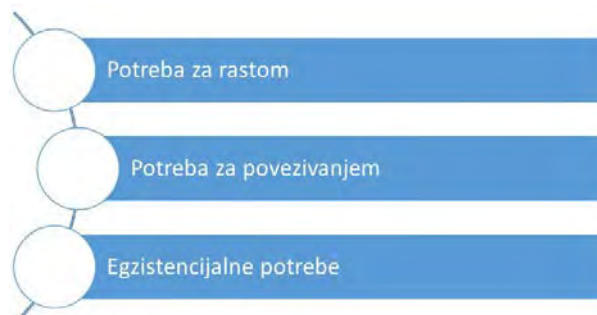 Potreba za rastom
Potreba za povezivanjem
Egzistencijalne potrebe